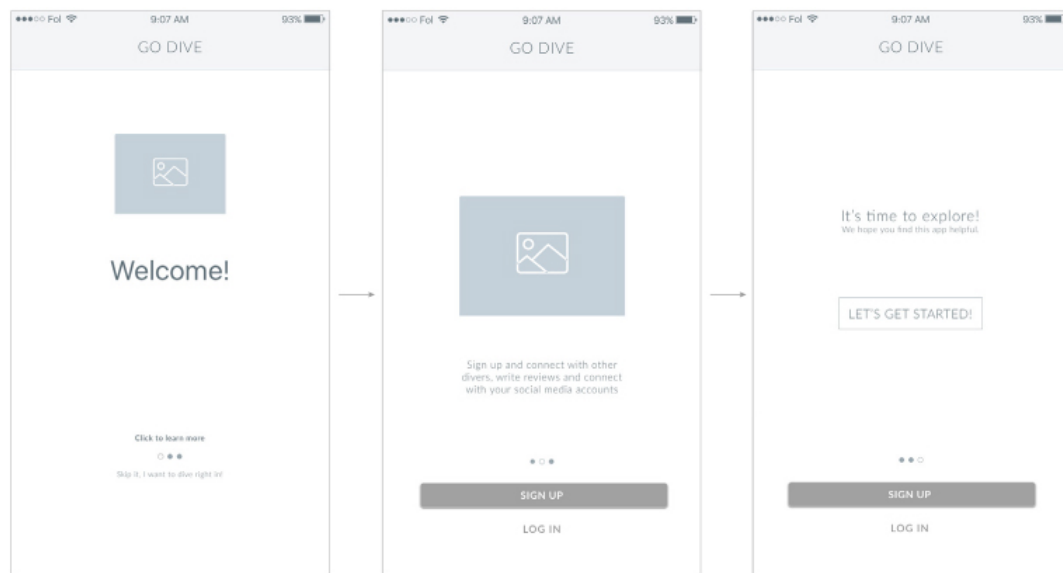 Fol 9:07 AM 93%
GO DIVE
Welcome!
Click to learn more
Skip it, I want to dive right in!
Fol 9:07 AM 93%
GO DIVE
Sign up and connect with other
divers, write reviews and connect
with your social media accounts
SIGN UP
LOG IN
Fol 9:07 AM 93%
GO DIVE
It's time to explore!
We hope you find this app helpful.
LET'S GET STARTED!
SIGN UP
LOG IN